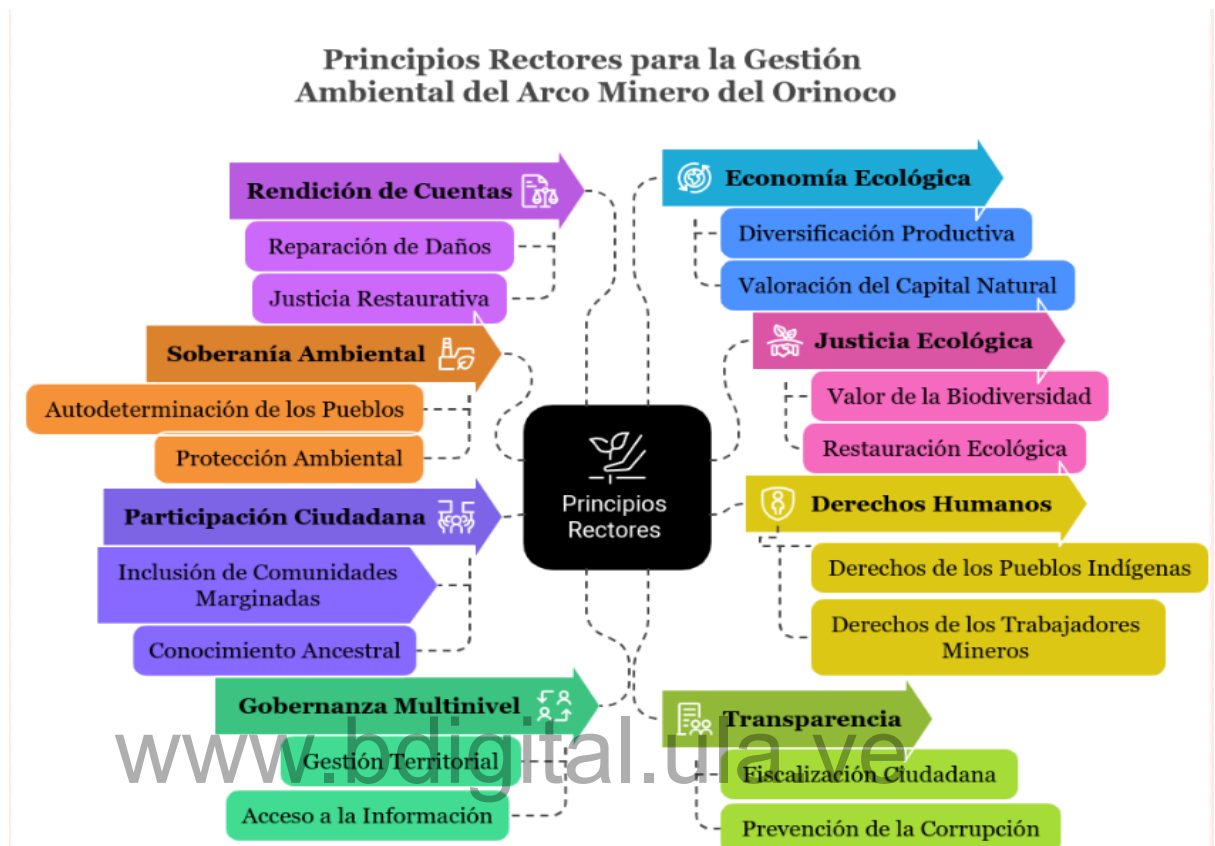 Principios Rectores para la Gestión
Ambiental del Arco Minero del Orinoco
Rendición de Cuentas
Reparación de Daños
Justicia Restaurativa
Soberanía Ambiental
Autodeterminación de los Pueblos
Protección Ambiental
Participación Ciudadana
Inclusión de Comunidades
Marginadas
Conocimiento Ancestral
Gobernanza Multinivel
Gestión Territorial
Acceso a la Información
Principios
Rectores
Economía Ecológica
Diversificación Productiva
Valoración del Capital Natural
Justicia Ecológica
Valor de la Biodiversidad
Restauración Ecológica
Derechos Humanos
Derechos de los Pueblos Indígenas
Derechos de los Trabajadores
Mineros
Transparencia
Fiscalización Ciudadana
Prevención de la Corrupción
www.bdigital.ula.ve